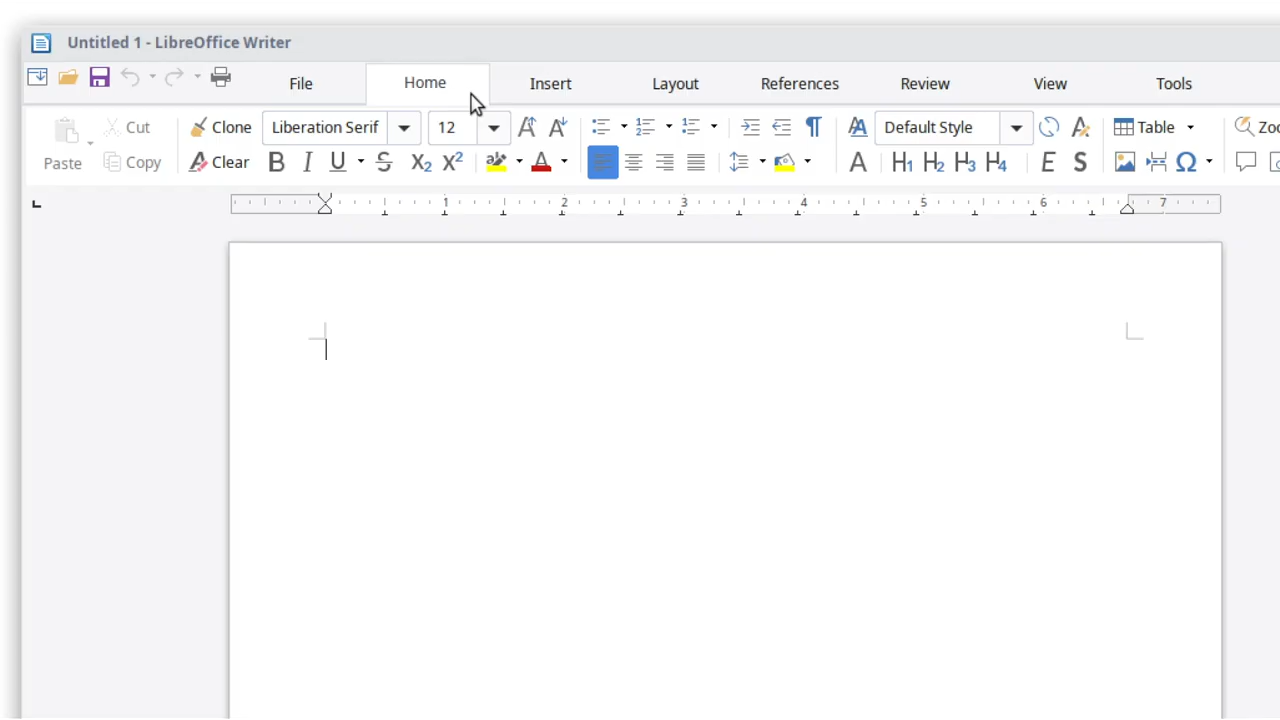 Untitled 1 - LibreOffice Writer
File Home Insert Layout References Review View Tools
Cut Clone Liberation Serif 12 Default Style Table Zoo
Paste Copy Clear B I U S X2 X2 A A H1 H2 H3 H4 E S Ω
1 2 3 4 5 6 7